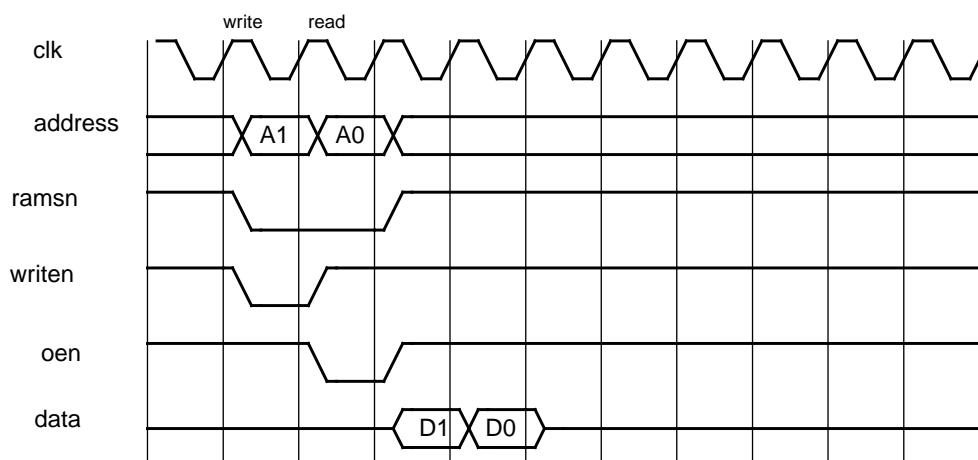 write read
clk
address A1 A0
ramsn
writen
oen
data D1 D0